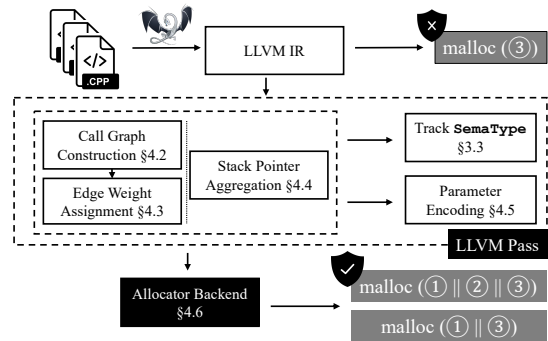 .CPP
LLVM IR
malloc (③)
Call Graph
Construction §4.2
Edge Weight
Assignment §4.3
Stack Pointer
Aggregation §4.4
Track SemaType
§3.3
Parameter
Encoding §4.5
LLVM Pass
Allocator Backend
§4.6
malloc (① || ② || ③)
malloc (① || ③)